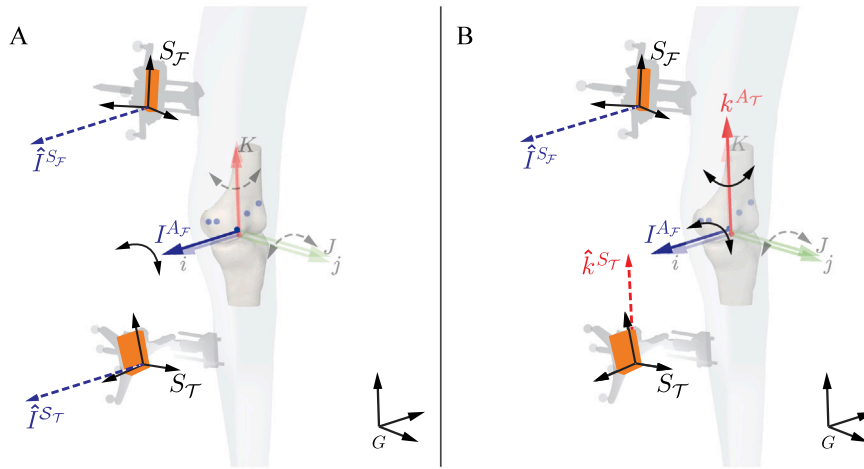 A
S_ℱ
Î^{S_ℱ}
K
I^{A_ℱ}
i
J
j
S_𝒯
Î^{S_𝒯}
G
B
S_ℱ
k^{A_𝒯}
Î^{S_ℱ}
K
I^{A_ℱ}
i
J
j
k̂^{S_𝒯}
S_𝒯
G